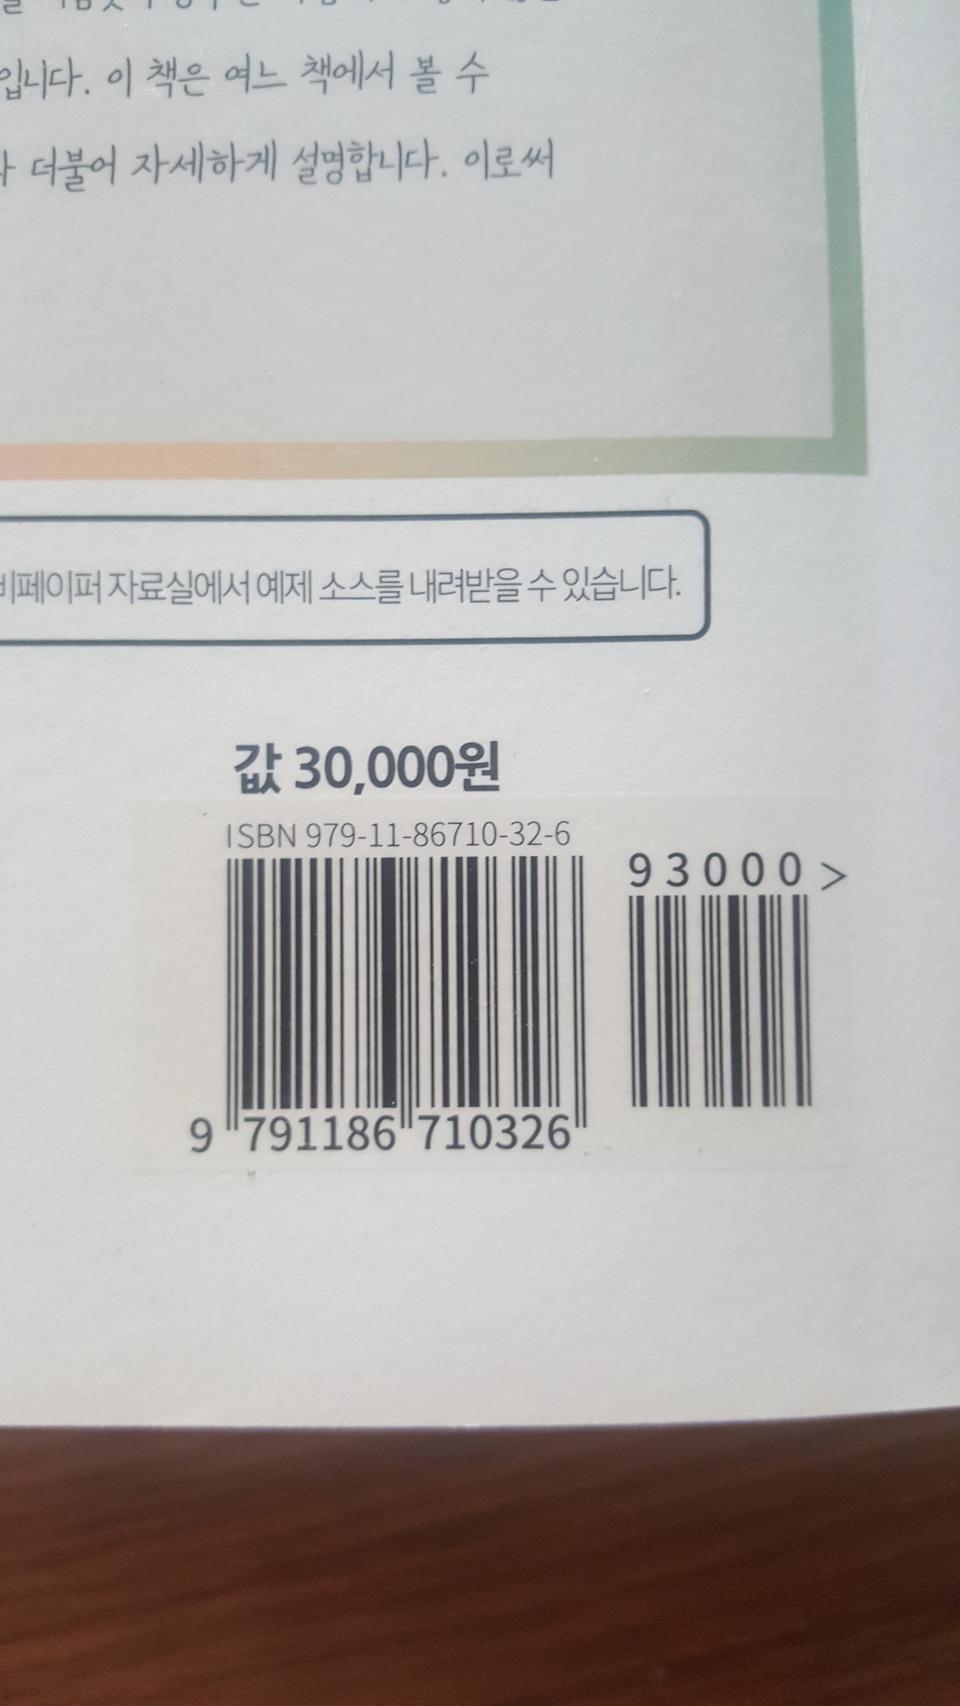 입니다. 이 책은 여느 책에서 볼 수
더불어 자세하게 설명합니다. 이로써
비페이퍼 자료실에서 예제 소스를 내려받을 수 있습니다.
값 30,000원
ISBN 979-11-86710-32-6
93000>
9 791186 710326